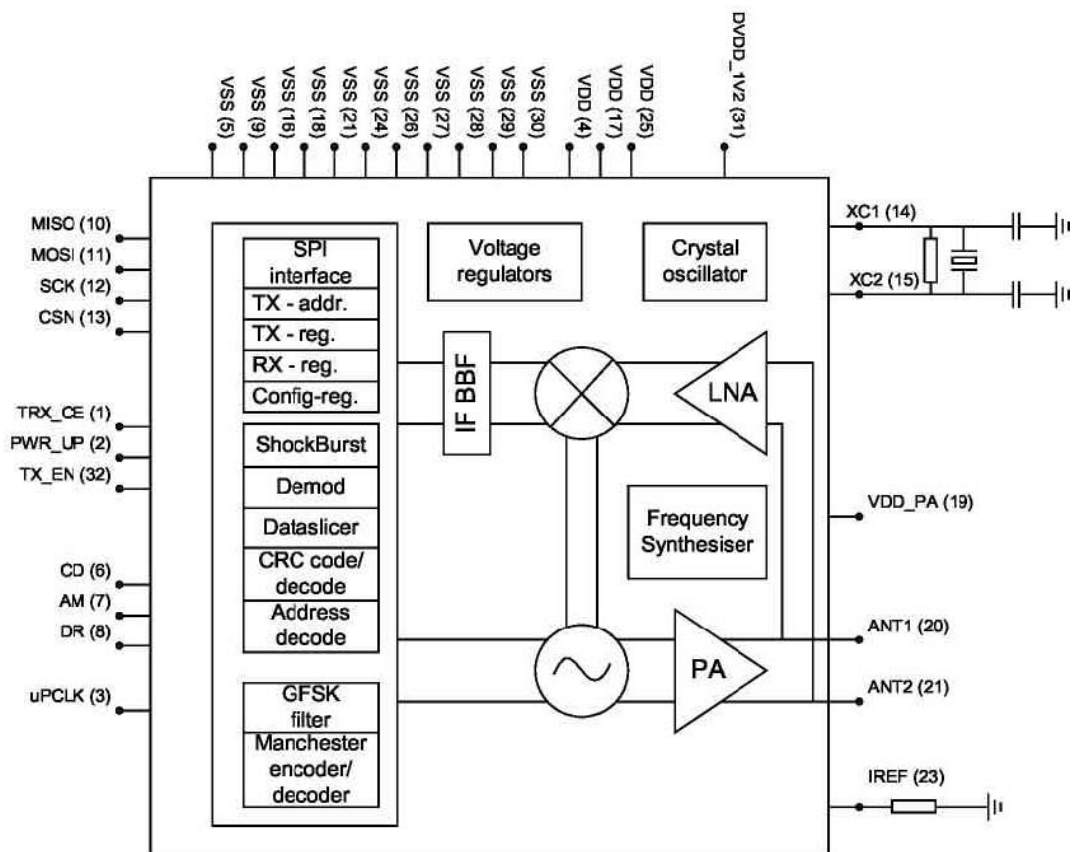 VSS (5)
VSS (9)
VSS (16)
VSS (18)
VSS (21)
VSS (24)
VSS (26)
VSS (27)
VSS (28)
VSS (29)
VSS (30)
VDD (4)
VDD (17)
VDD (25)
DVDD_1V2 (31)
MISO (10)
MOSI (11)
SCK (12)
CSN (13)
TRX_CE (1)
PWR_UP (2)
TX_EN (32)
CD (6)
AM (7)
DR (8)
uPCLK (3)
SPI
interface
TX - addr.
TX - reg.
RX - reg.
Config-reg.
ShockBurst
Demod
Dataslicer
CRC code/
decode
Address
decode
GFSK
filter
Manchester
encoder/
decoder
Voltage
regulators
Crystal
oscillator
IF BBF
LNA
Frequency
Synthesiser
PA
XC1 (14)
XC2 (15)
VDD_PA (19)
ANT1 (20)
ANT2 (21)
IREF (23)